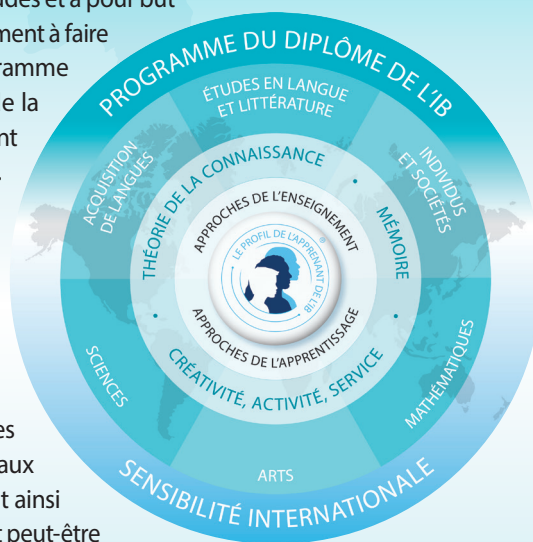 udes et a pour but
ment à faire
ramme
e la
nt
PROGRAMME DU DIPLÔME DE L'IB
ÉTUDES EN LANGUE
ET LITTÉRATURE
ACQUISITION
DE LANGUES
INDIVIDUS
ET SOCIÉTÉS
THÉORIE DE LA CONNAISSANCE
MÉMOIRE
APPROCHES DE L'ENSEIGNEMENT
LE PROFIL DE L'APPRENANT DE L'IB
APPROCHES DE L'APPRENTISSAGE
CRÉATIVITÉ, ACTIVITÉ, SERVICE
SCIENCES
MATHÉMATIQUES
ARTS
SENSIBILITÉ INTERNATIONALE
es
aux
t ainsi
t peut-être